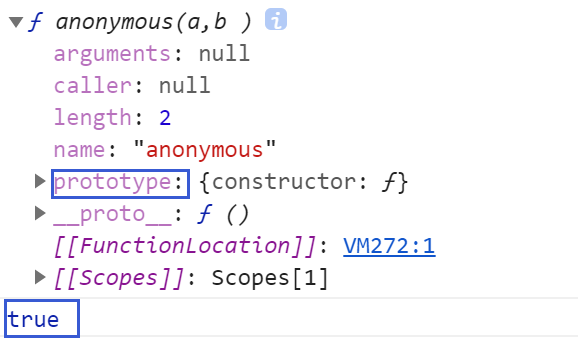 ▼ƒ anonymous(a,b )
arguments: null
caller: null
length: 2
name: "anonymous"
▶prototype: {constructor: ƒ}
▶__proto__: ƒ ()
[[FunctionLocation]]: VM272:1
▶[[Scopes]]: Scopes[1]
true